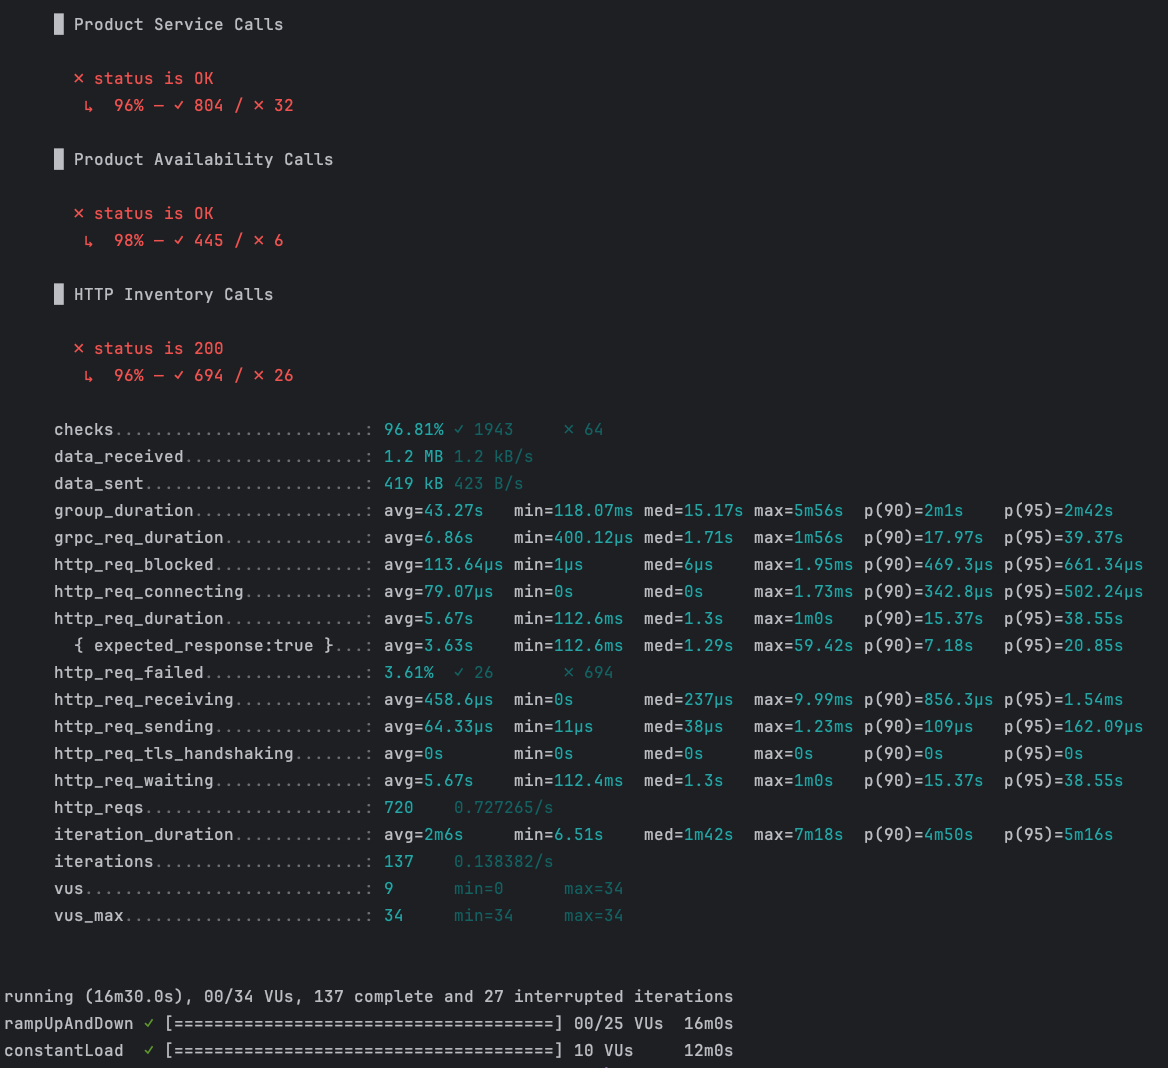 █ Product Service Calls
✗ status is OK
↳ 96% — ✓ 804 / ✗ 32
█ Product Availability Calls
✗ status is OK
↳ 98% — ✓ 445 / ✗ 6
█ HTTP Inventory Calls
✗ status is 200
↳ 96% — ✓ 694 / ✗ 26
checks.........................: 96.81% ✓ 1943 ✗ 64
data_received..................: 1.2 MB 1.2 kB/s
data_sent......................: 419 kB 423 B/s
group_duration.................: avg=43.27s min=118.07ms med=15.17s max=5m56s p(90)=2m1s p(95)=2m42s
grpc_req_duration..............: avg=6.86s min=400.12µs med=1.71s max=1m56s p(90)=17.97s p(95)=39.37s
http_req_blocked...............: avg=113.64µs min=1µs med=6µs max=1.95ms p(90)=469.3µs p(95)=661.34µs
http_req_connecting............: avg=79.07µs min=0s med=0s max=1.73ms p(90)=342.8µs p(95)=502.24µs
http_req_duration..............: avg=5.67s min=112.6ms med=1.3s max=1m0s p(90)=15.37s p(95)=38.55s
{ expected_response:true }...: avg=3.63s min=112.6ms med=1.29s max=59.42s p(90)=7.18s p(95)=20.85s
http_req_failed................: 3.61% ✓ 26 ✗ 694
http_req_receiving.............: avg=458.6µs min=0s med=237µs max=9.99ms p(90)=856.3µs p(95)=1.54ms
http_req_sending...............: avg=64.33µs min=11µs med=38µs max=1.23ms p(90)=109µs p(95)=162.09µs
http_req_tls_handshaking.......: avg=0s min=0s med=0s max=0s p(90)=0s p(95)=0s
http_req_waiting...............: avg=5.67s min=112.4ms med=1.3s max=1m0s p(90)=15.37s p(95)=38.55s
http_reqs......................: 720 0.727265/s
iteration_duration.............: avg=2m6s min=6.51s med=1m42s max=7m18s p(90)=4m50s p(95)=5m16s
iterations.....................: 137 0.138382/s
vus............................: 9 min=0 max=34
vus_max........................: 34 min=34 max=34
running (16m30.0s), 00/34 VUs, 137 complete and 27 interrupted iterations
rampUpAndDown ✓ [======================================] 00/25 VUs 16m0s
constantLoad ✓ [======================================] 10 VUs 12m0s